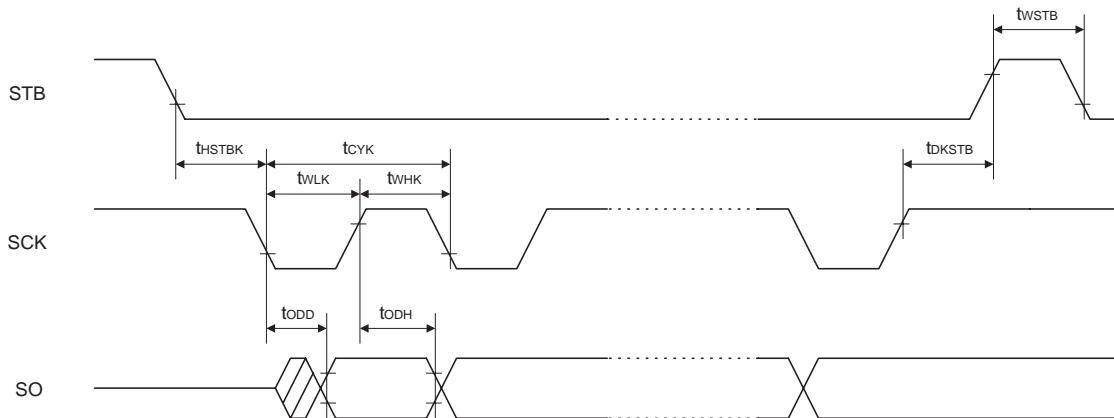 tWSTB
STB
tHSTBK
tCYK
tDKSTB
tWLK
tWHK
SCK
tODD
tODH
SO